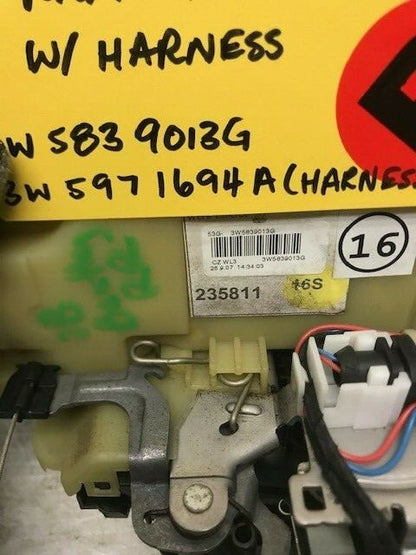 W/ HARNESS
W 583 9013G
3W 597 1694 A (HARNESS
53G- 3W5839013G
CZ WL3 3W5839013G
26.9.07 14:34:03
235811 16S
16